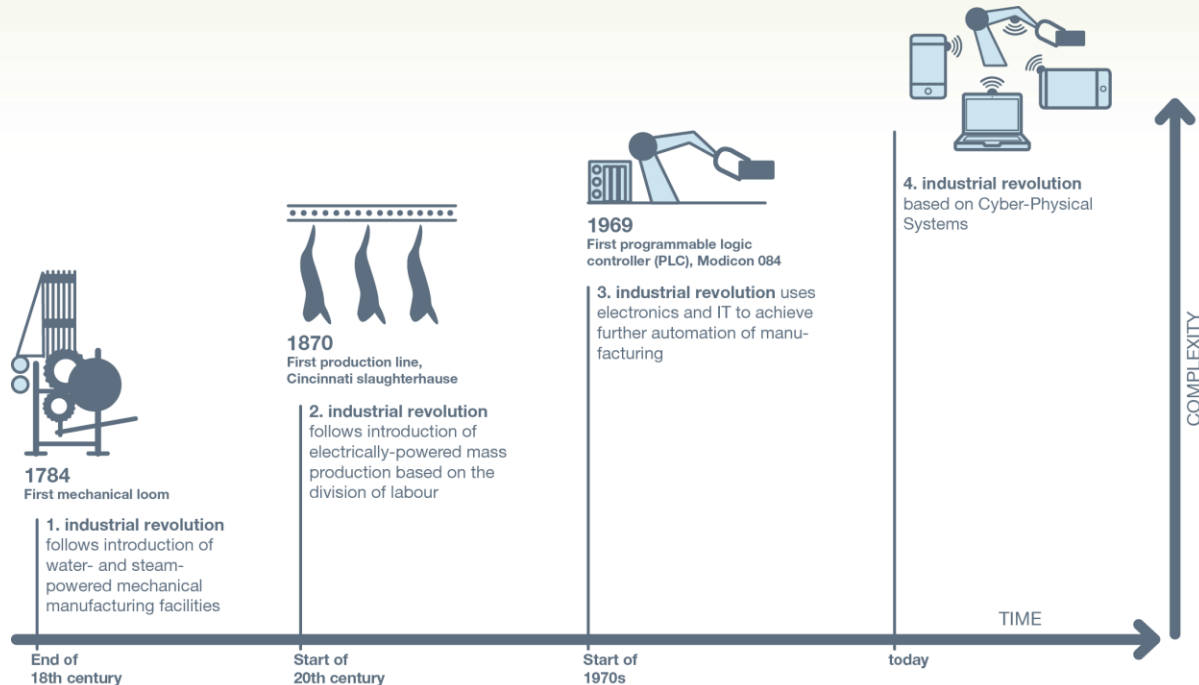 1784
First mechanical loom
1. industrial revolution
follows introduction of
water- and steam-
powered mechanical
manufacturing facilities
End of
18th century
1870
First production line,
Cincinnati slaughterhause
2. industrial revolution
follows introduction of
electrically-powered mass
production based on the
division of labour
Start of
20th century
1969
First programmable logic
controller (PLC), Modicon 084
3. industrial revolution uses
electronics and IT to achieve
further automation of manu-
facturing
Start of
1970s
4. industrial revolution
based on Cyber-Physical
Systems
today
TIME
COMPLEXITY